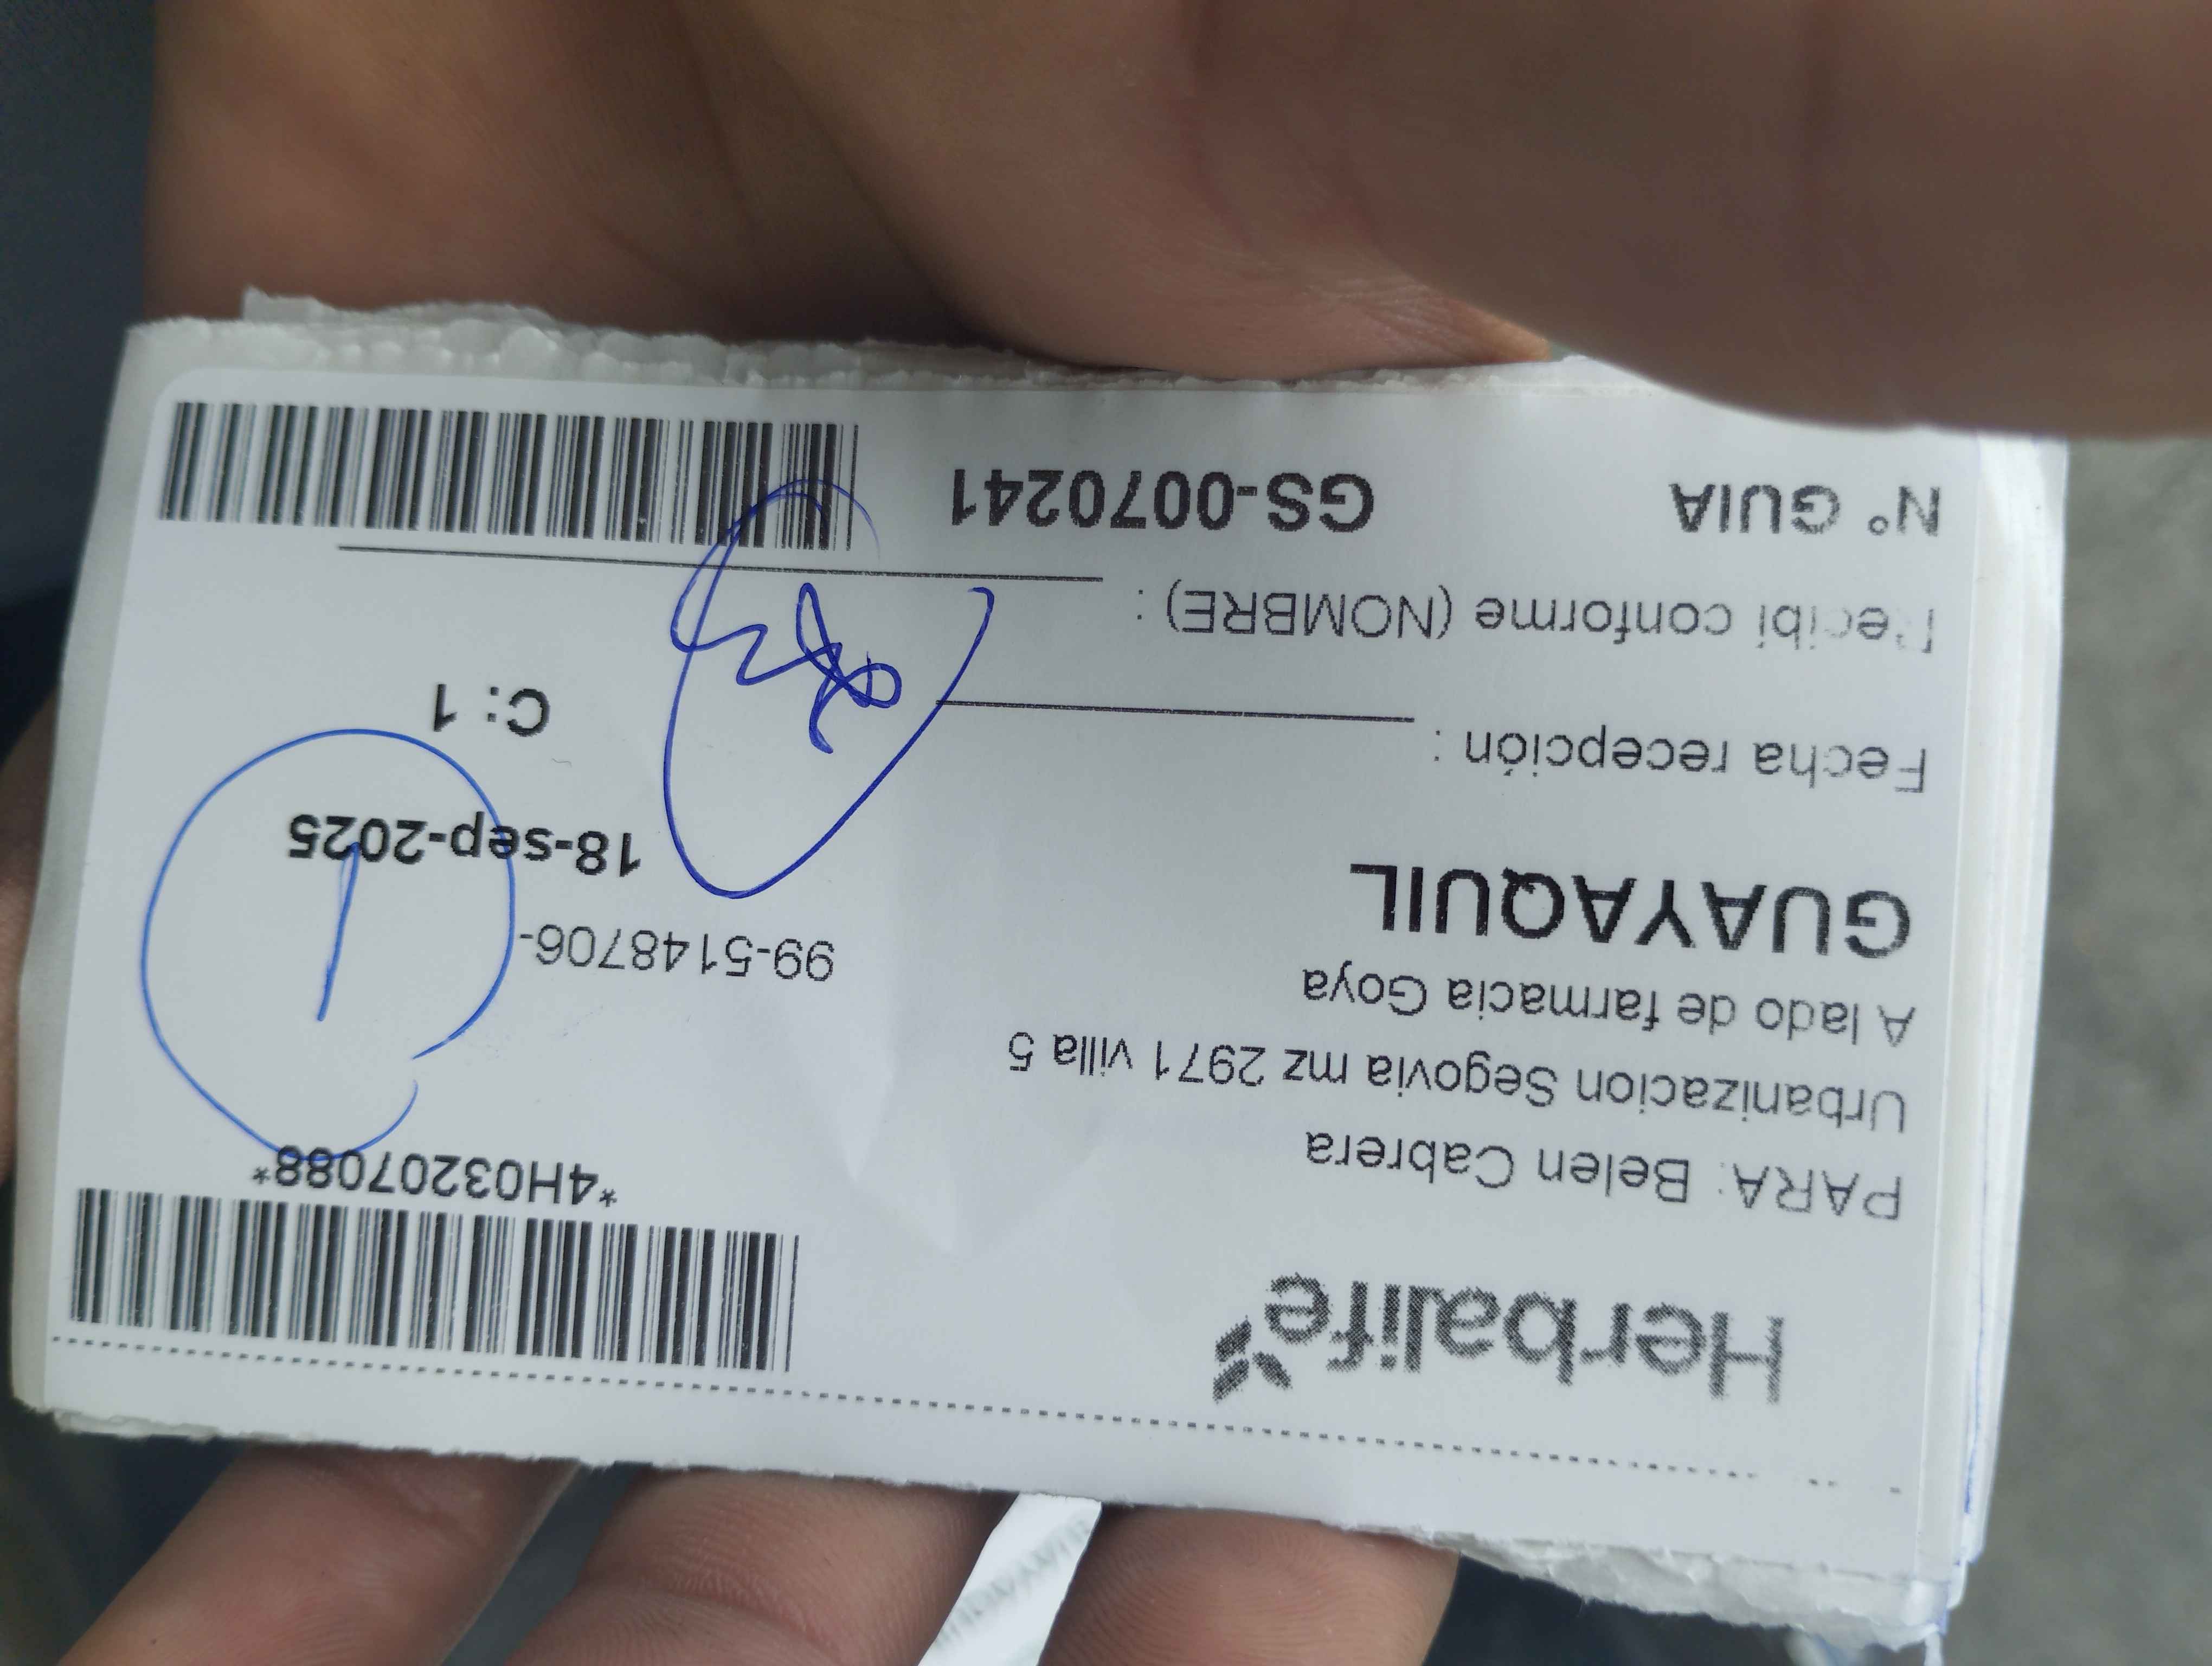 Herbalife
*4H03207088*
PARA: Belen Cabrera
Urbanizacion Segovia mz 2971 villa 5
A lado de farmacia Goya
99-5148706-
GUAYAQUIL
18-sep-2025
1
C: 1
Fecha recepción :
Recibi conforme (NOMBRE) :
N° GUIA GS-0070241